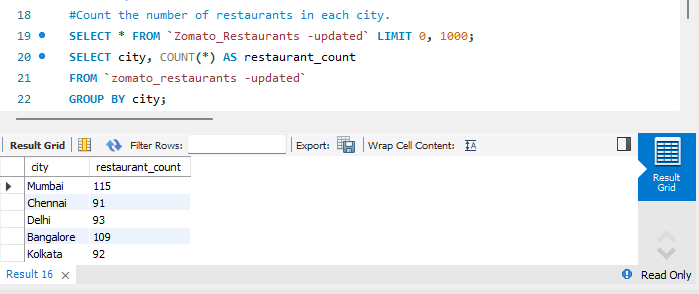 18 #Count the number of restaurants in each city.
19 SELECT * FROM `Zomato_Restaurants -updated` LIMIT 0, 1000;
20 SELECT city, COUNT(*) AS restaurant_count
21 FROM `zomato_restaurants -updated`
22 GROUP BY city;
Result Grid Filter Rows: Export: Wrap Cell Content: IA
city restaurant_count
Mumbai 115
Chennai 91
Delhi 93
Bangalore 109
Kolkata 92
Result
Grid
Result 16 × Read Only